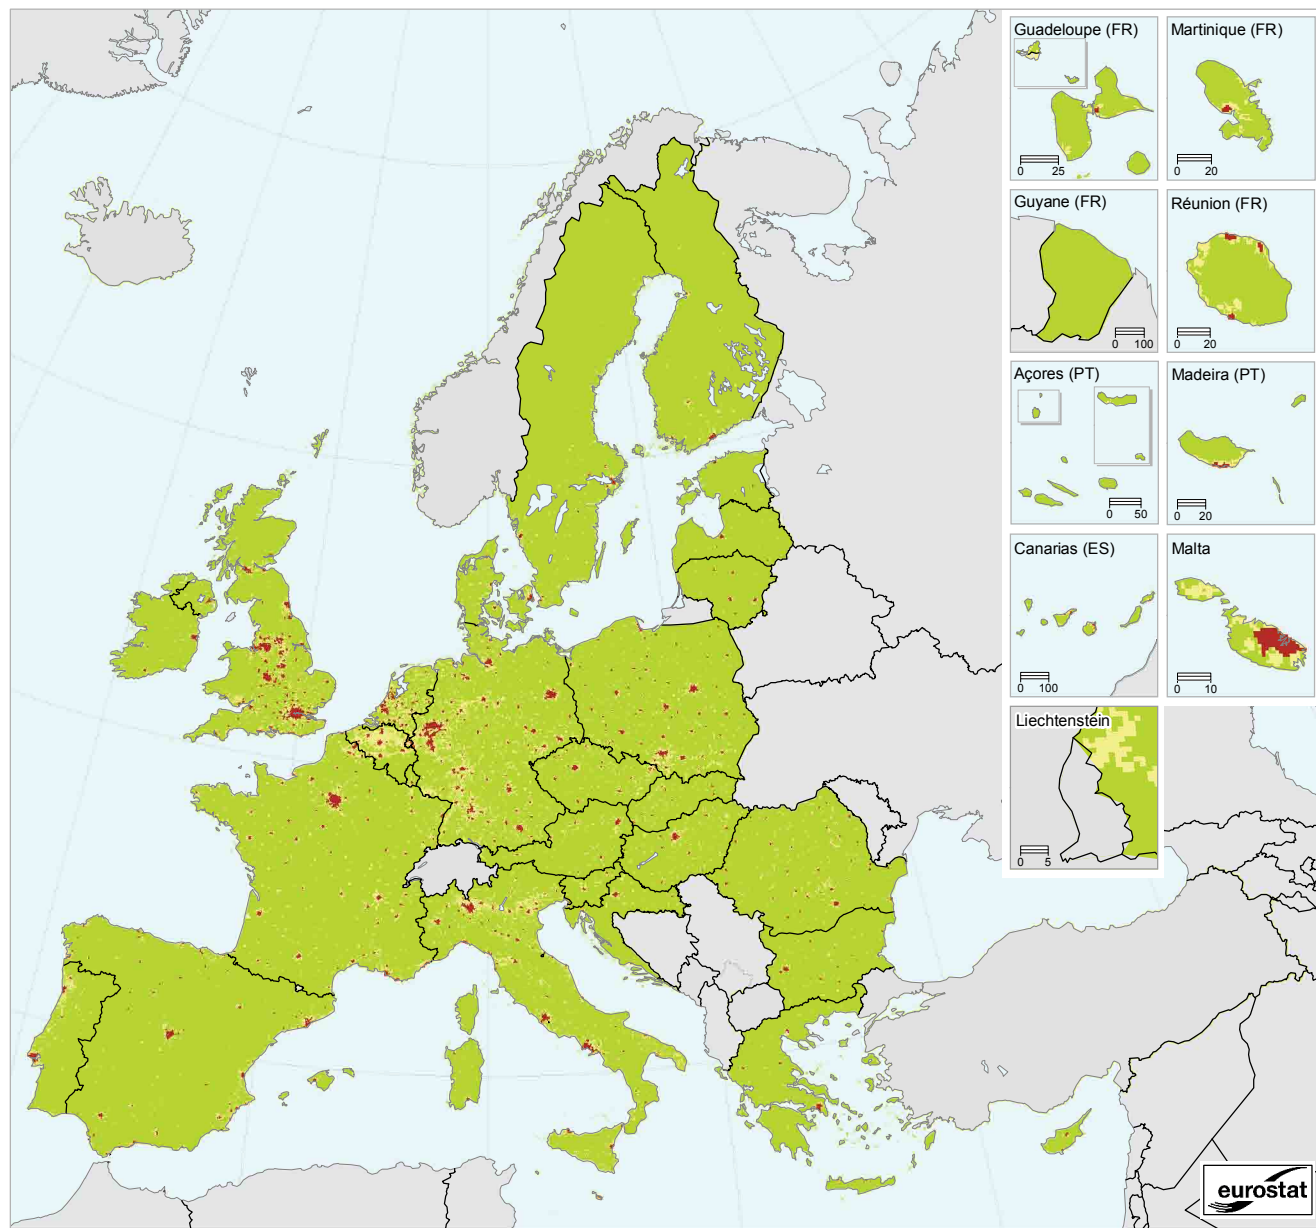 Guadeloupe (FR)
0 25
Martinique (FR)
0 20
Guyane (FR)
0 100
Réunion (FR)
0 20
Açores (PT)
0 50
Madeira (PT)
0 20
Canarias (ES)
0 100
Malta
0 10
Liechtenstein
0 5
eurostat